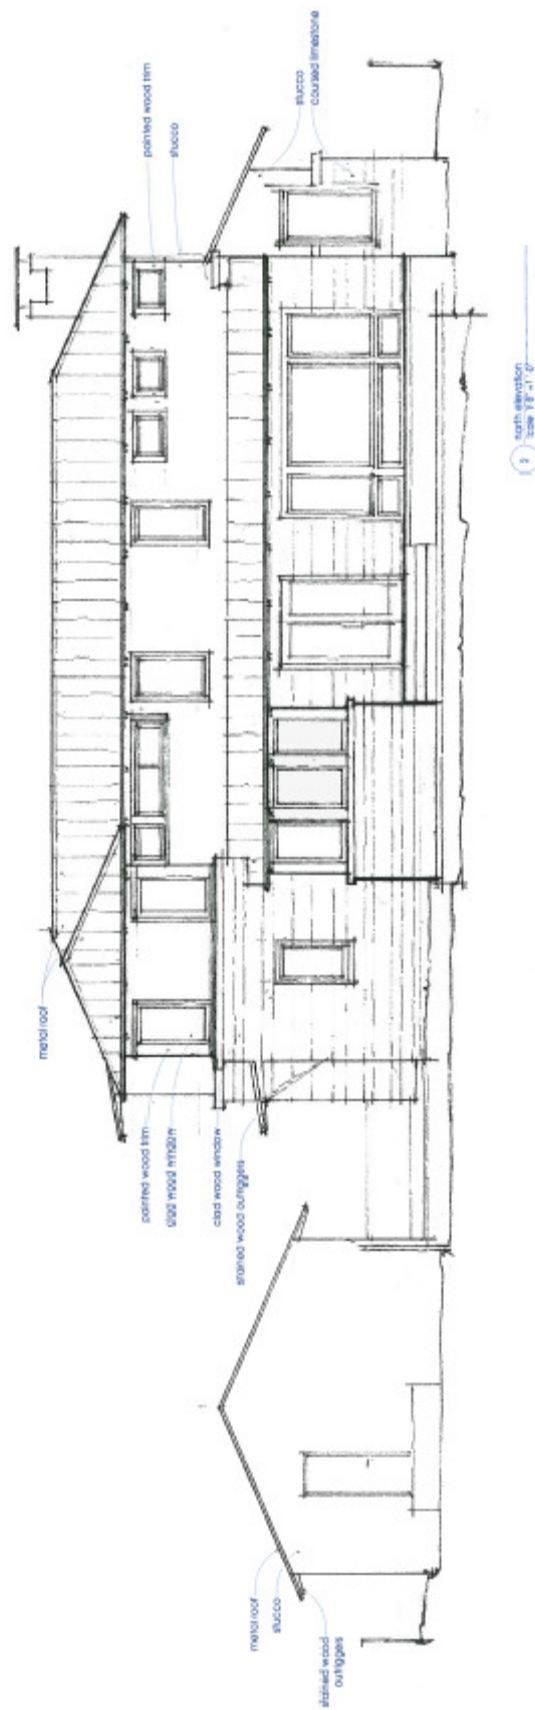 metal roof
stucco
stained wood
outriggers
metal roof
painted wood trim
clad wood window
clad wood window
stained wood outriggers
painted wood trim
stucco
stucco
coursed limestone
north elevation